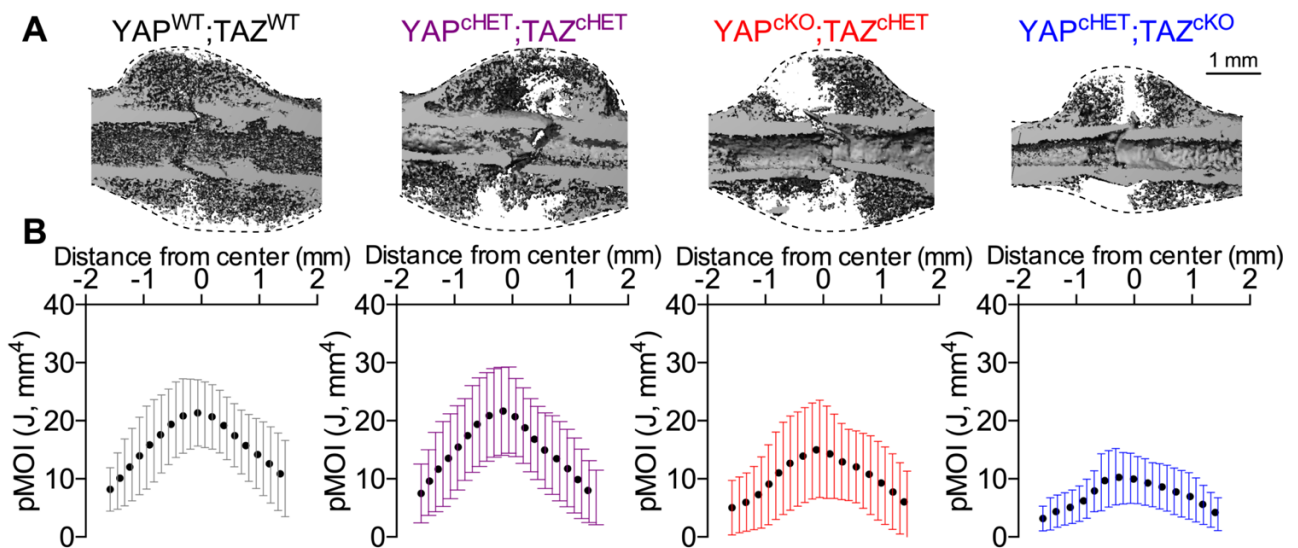 A
YAPWT;TAZWT
YAPcHET;TAZcHET
YAPcKO;TAZcHET
YAPcHET;TAZcKO
1 mm
B
Distance from center (mm)
Distance from center (mm)
Distance from center (mm)
Distance from center (mm)
-2 -1 0 1 2
-2 -1 0 1 2
-2 -1 0 1 2
-2 -1 0 1 2
pMOI (J, mm4)
40
30
20
10
0
pMOI (J, mm4)
40
30
20
10
0
pMOI (J, mm4)
40
30
20
10
0
pMOI (J, mm4)
40
30
20
10
0